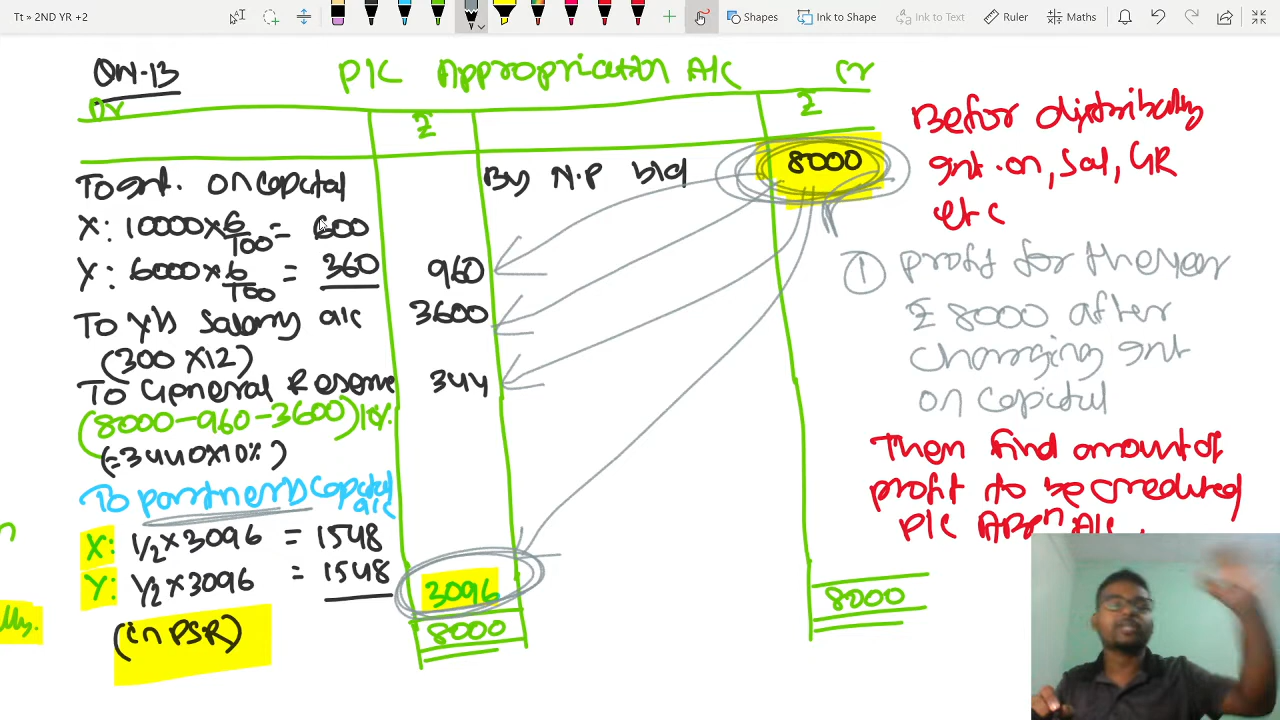 Tt » 2ND YR +2
Shapes
Ink to Shape
Ink to Text
Ruler
Maths
QN-13
P/L Appropriation A/C
Dr
Cr
₹
₹
To int. on capital
X: 10000×6/100 = 600
Y: 6000×6/100 = 360
960
To Y's Salary a/c
3600
(300 ×12)
To General Reserve
344
(8000-960-3600)10%
(=3440×10%)
To partner's capital a/c
X: 1/2×3096 = 1548
Y: 1/2×3096 = 1548
3096
(in PSR)
8000
By N.P b/d
8000
8000
Befor distributing
int. on, Sal, GR
etc
① profit for the year
₹ 8000 after
charging int
on capital
Then find amount of
profit to be credited
P/L APPn A/C.
lly.